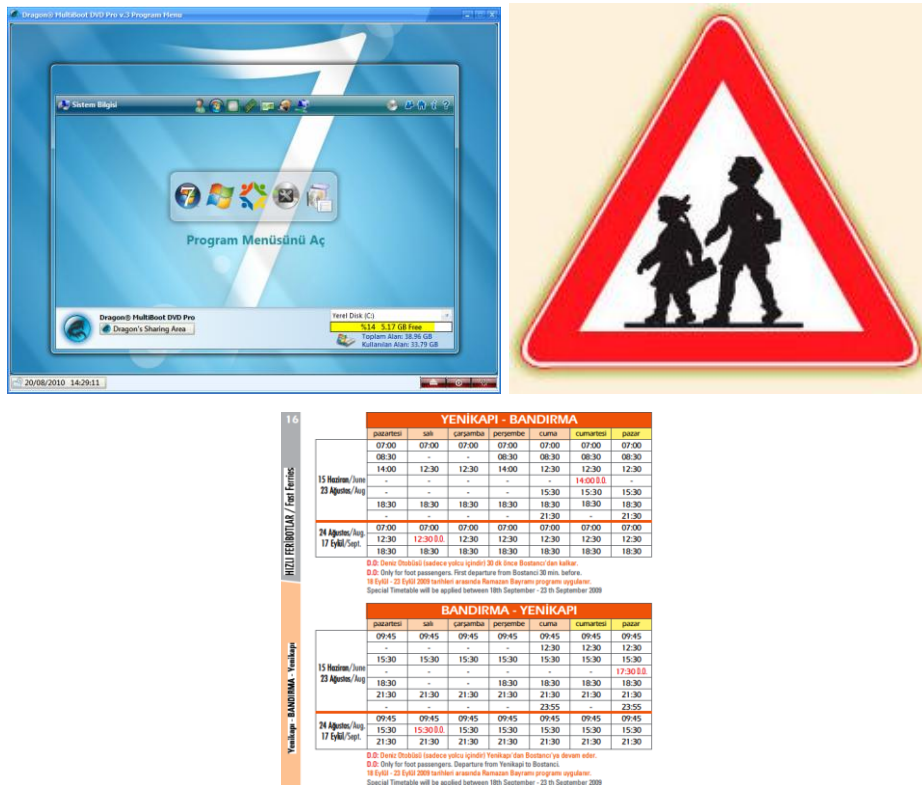 Dragon® MultiBoot DVD Pro v.3 Program Menu
Sistem Bilgisi
Program Menüsünü Aç
Dragon® MultiBoot DVD Pro
Dragon's Sharing Area
Yerel Disk (C:)
%14 5.17 GB Free
Toplam Alan: 38.96 GB
Kullanılan Alan: 33.79 GB
20/08/2010 14:29:11
16
HIZLI FERİBOTLAR / Fast Ferries
Yenikapı - BANDIRMA - Yenikapı
YENİKAPI - BANDIRMA
pazartesi salı çarşamba perşembe cuma cumartesi pazar
15 Haziran/June
23 Ağustos/Aug
07:00 07:00 07:00 07:00 07:00 07:00 07:00
08:30 - - 08:30 08:30 08:30 08:30
14:00 12:30 12:30 14:00 12:30 12:30 12:30
- - - - - 14:00 D.O. -
- - - - 15:30 15:30 15:30
18:30 18:30 18:30 18:30 18:30 18:30 18:30
- - - - 21:30 - 21:30
24 Ağustos/Aug.
17 Eylül/Sept.
07:00 07:00 07:00 07:00 07:00 07:00 07:00
12:30 12:30 D.O. 12:30 12:30 12:30 12:30 12:30
18:30 18:30 18:30 18:30 18:30 18:30 18:30
D.O: Deniz Otobüsü (sadece yolcu içindir) 30 dk önce Bostancı'dan kalkar.
D.O: Only for foot passengers. First departure from Bostanci 30 min. before.
18 Eylül - 23 Eylül 2009 tarihleri arasında Ramazan Bayramı programı uygulanır.
Special Timetable will be applied between 18th September - 23 th September 2009
BANDIRMA - YENİKAPI
pazartesi salı çarşamba perşembe cuma cumartesi pazar
15 Haziran/June
23 Ağustos/Aug
09:45 09:45 09:45 09:45 09:45 09:45 09:45
- - - - 12:30 12:30 12:30
15:30 15:30 15:30 15:30 15:30 15:30 15:30
- - - - - - 17:30 D.O.
18:30 - - 18:30 18:30 18:30 18:30
21:30 21:30 21:30 21:30 21:30 21:30 21:30
- - - - 23:55 - 23:55
24 Ağustos/Aug.
17 Eylül/Sept.
09:45 09:45 09:45 09:45 09:45 09:45 09:45
15:30 15:30 D.O. 15:30 15:30 15:30 15:30 15:30
21:30 21:30 21:30 21:30 21:30 21:30 21:30
D.O: Deniz Otobüsü (sadece yolcu içindir) Yenikapı'dan Bostancı'ya devam eder.
D.O: Only for foot passengers. Departure from Yenikapi to Bostanci.
18 Eylül - 23 Eylül 2009 tarihleri arasında Ramazan Bayramı programı uygulanır.
Special Timetable will be applied between 18th September - 23 th September 2009